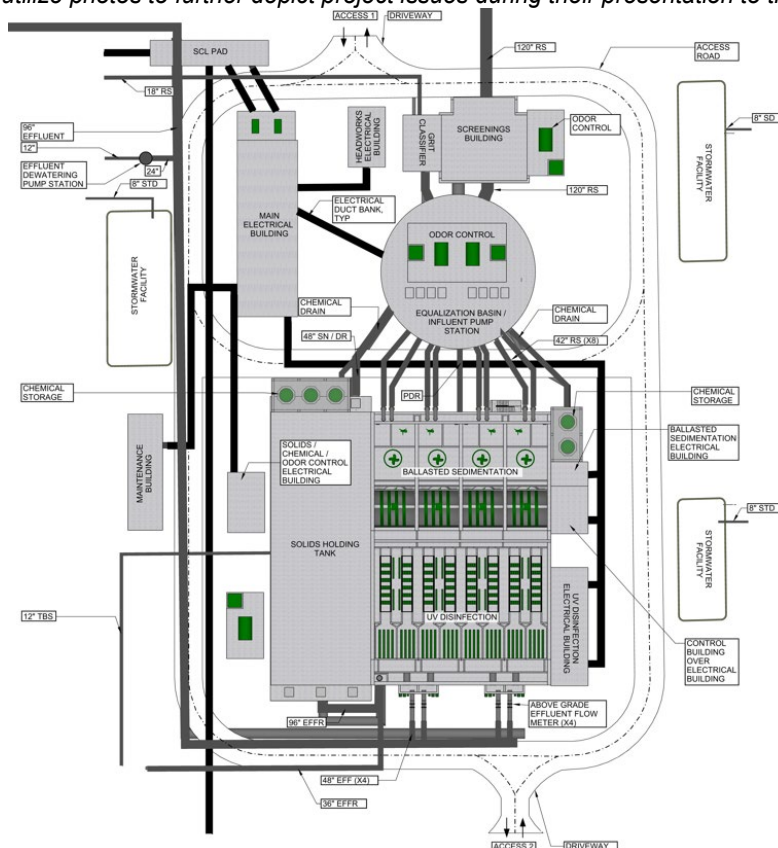 utilize photos to further depict project issues during their presentation to th
ACCESS 1
DRIVEWAY
SCL PAD
120" RS
ACCESS
ROAD
18" RS
96"
EFFLUENT
12"
EFFLUENT
DEWATERING
PUMP STATION
24"
8" STD
HEADWORKS
ELECTRICAL
BUILDING
GRIT
CLASSIFIER
SCREENINGS
BUILDING
ODOR
CONTROL
8" SD
STORMWATER
FACILITY
120" RS
MAIN
ELECTRICAL
BUILDING
ELECTRICAL
DUCT BANK,
TYP
ODOR CONTROL
STORMWATER
FACILITY
EQUALIZATION BASIN /
INFLUENT PUMP
STATION
CHEMICAL
DRAIN
CHEMICAL
DRAIN
48" SN / DR
42" RS (X8)
PDR
CHEMICAL
STORAGE
CHEMICAL
STORAGE
MAINTENANCE
BUILDING
SOLIDS /
CHEMICAL /
ODOR CONTROL
ELECTRICAL
BUILDING
BALLASTED
SEDIMENTATION
ELECTRICAL
BUILDING
BALLASTED SEDIMENTATION
8" STD
STORMWATER
FACILITY
SOLIDS HOLDING
TANK
12" TBS
UV DISINFECTION
UV DISINFECTION
ELECTRICAL BUILDING
CONTROL
BUILDING
OVER
ELECTRICAL
BUILDING
96" EFFR
ABOVE GRADE
EFFLUENT FLOW
METER (X4)
48" EFF (X4)
36" EFFR
ACCESS 2
DRIVEWAY